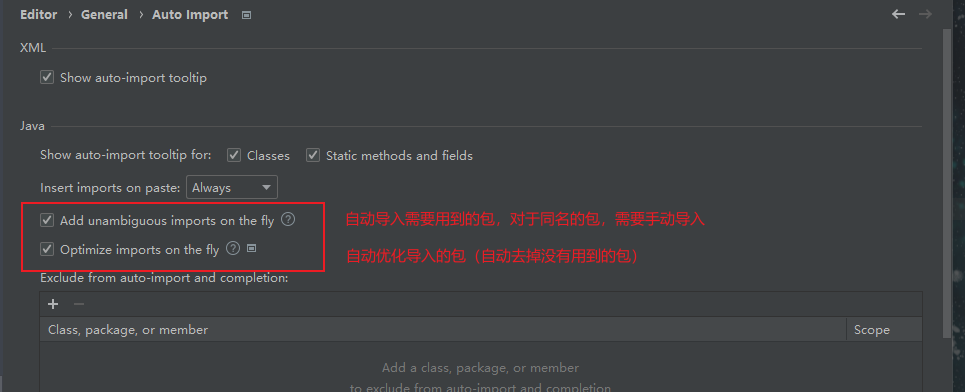 Editor › General › Auto Import
XML
Show auto-import tooltip
Java
Show auto-import tooltip for: Classes Static methods and fields
Insert imports on paste: Always
Add unambiguous imports on the fly ? 自动导入需要用到的包，对于同名的包，需要手动导入
Optimize imports on the fly ? 自动优化导入的包（自动去掉没有用到的包）
Exclude from auto-import and completion:
+ −
Class, package, or member Scope
Add a class, package, or member
to exclude from auto-import and completion